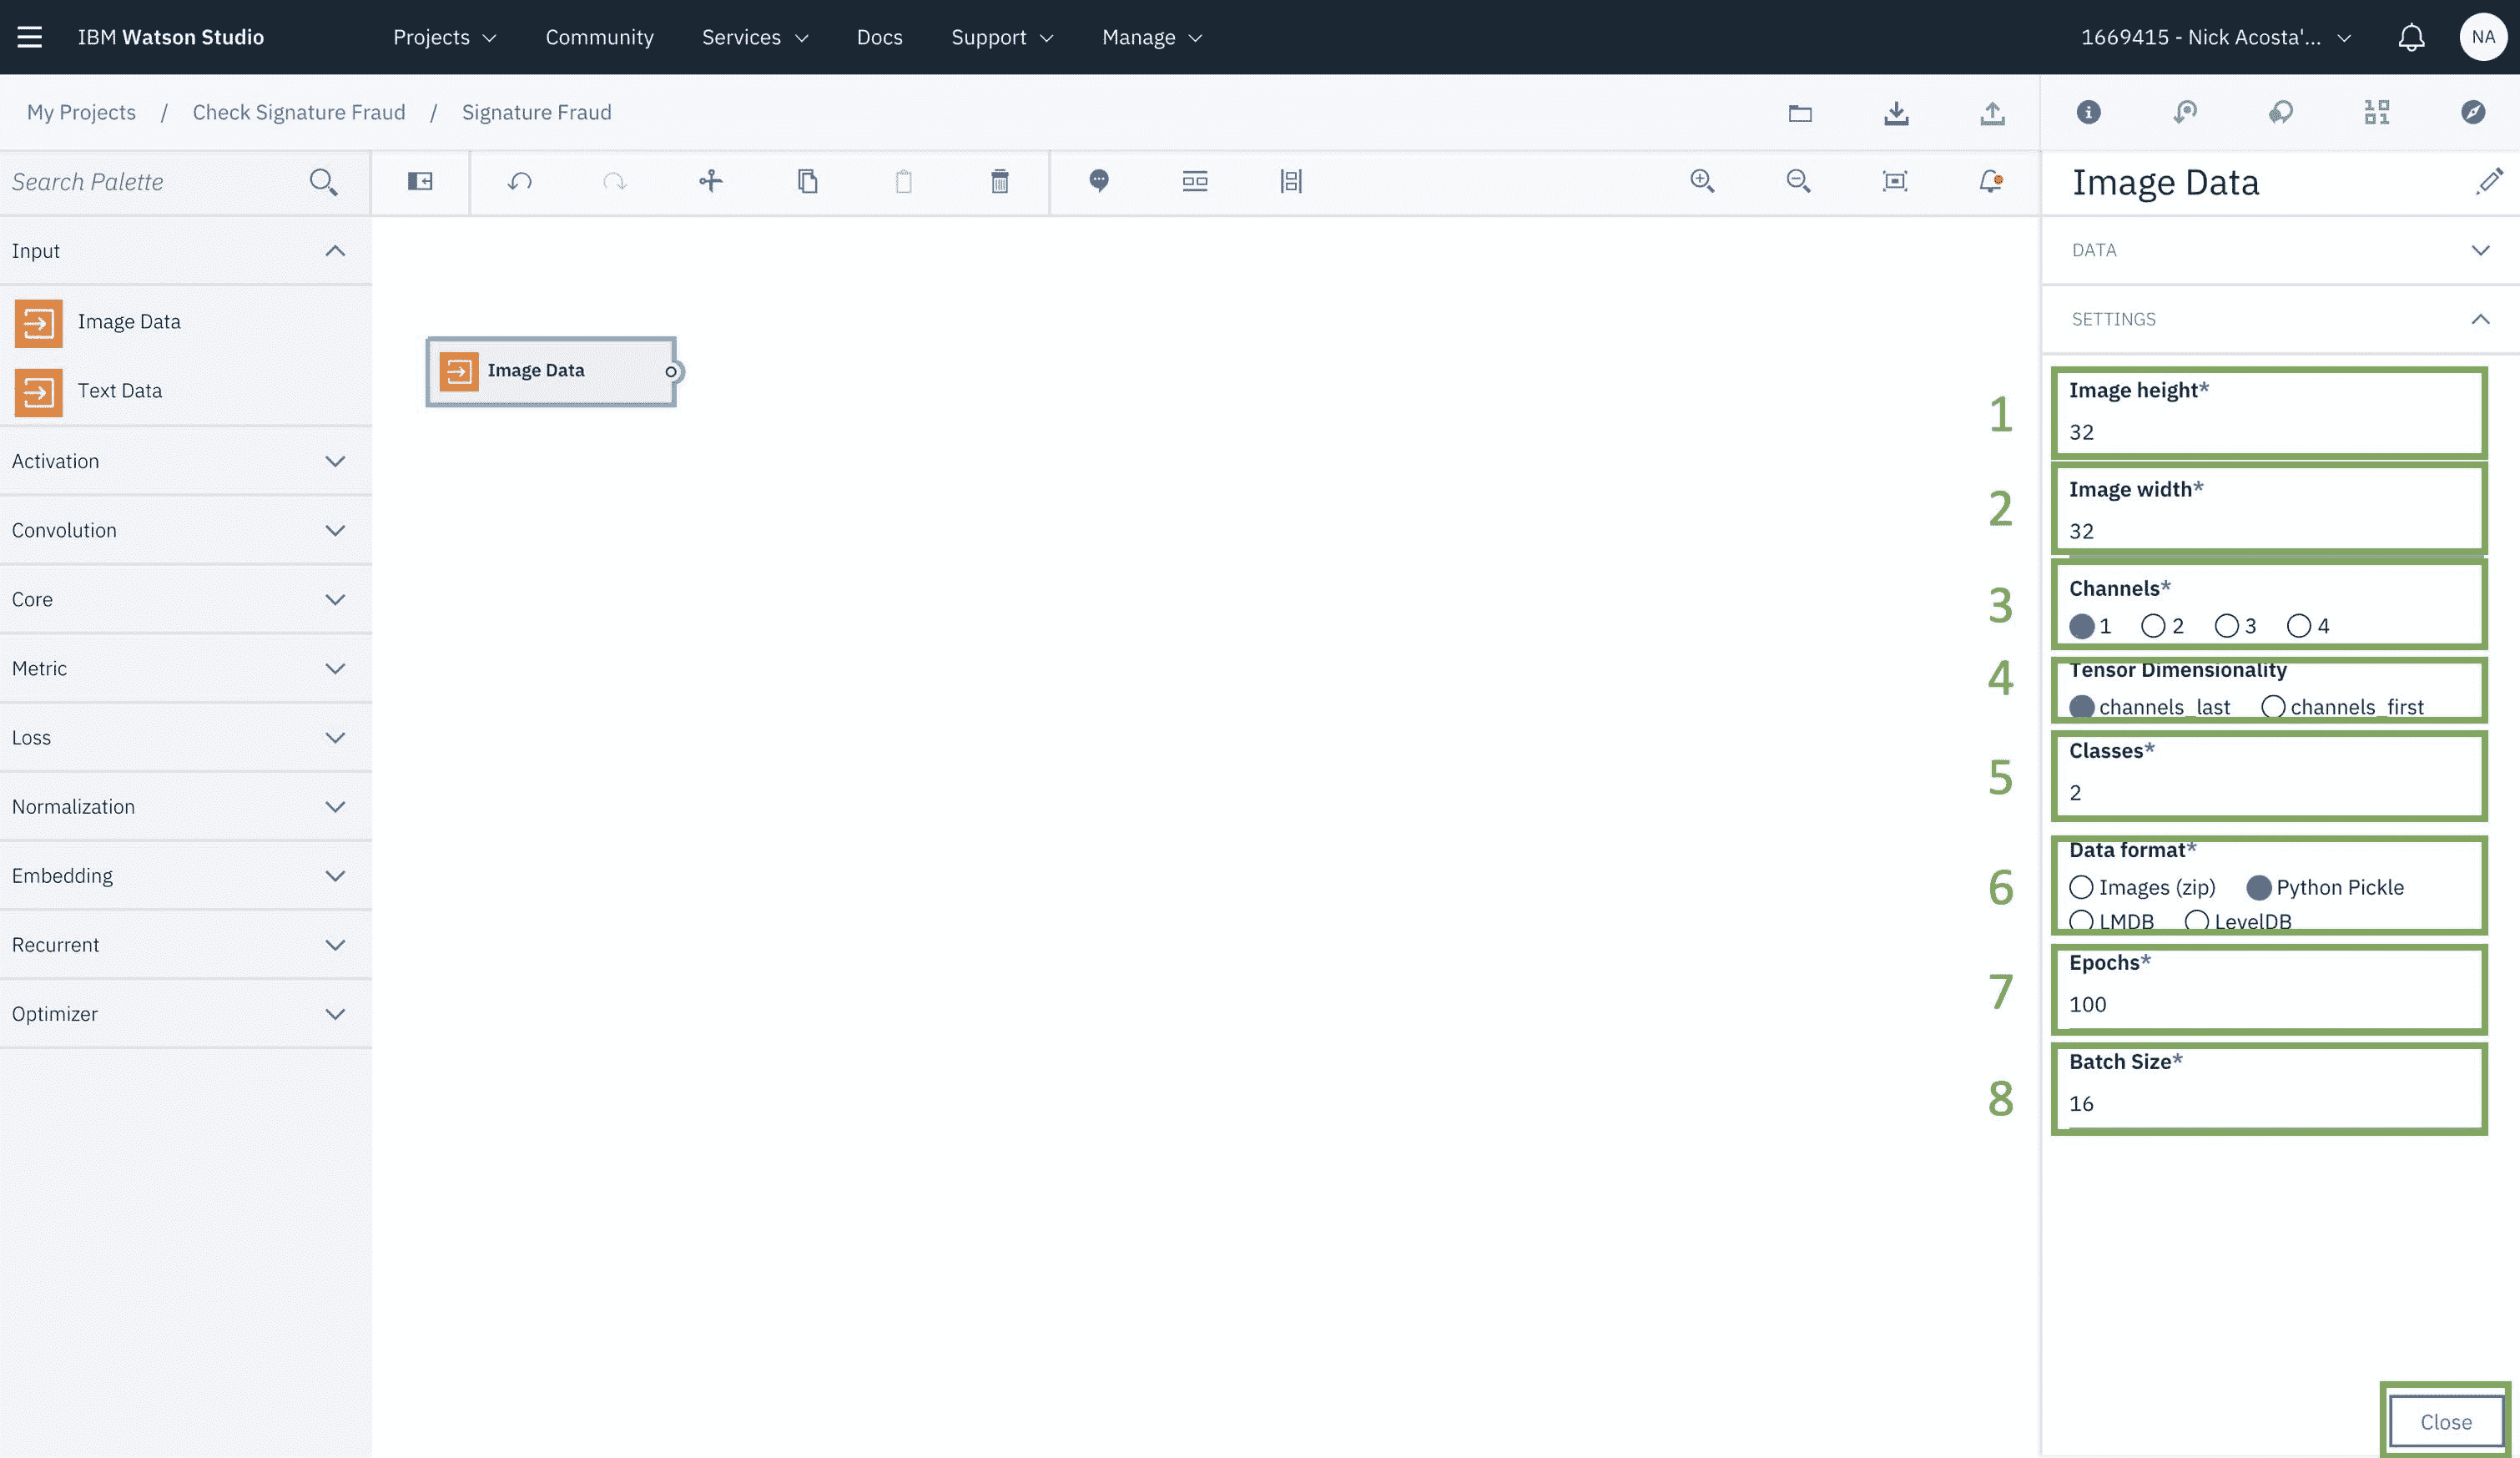 IBM Watson Studio
Projects
Community
Services
Docs
Support
Manage
1669415 - Nick Acosta'...
NA
My Projects / Check Signature Fraud / Signature Fraud
Search Palette
Input
Image Data
Text Data
Activation
Convolution
Core
Metric
Loss
Normalization
Embedding
Recurrent
Optimizer
Image Data
Image Data
DATA
SETTINGS
1
Image height*
32
2
Image width*
32
3
Channels*
1 2 3 4
4
Tensor Dimensionality
channels_last channels_first
5
Classes*
2
6
Data format*
Images (zip) Python Pickle
LMDB LevelDB
7
Epochs*
100
8
Batch Size*
16
Close